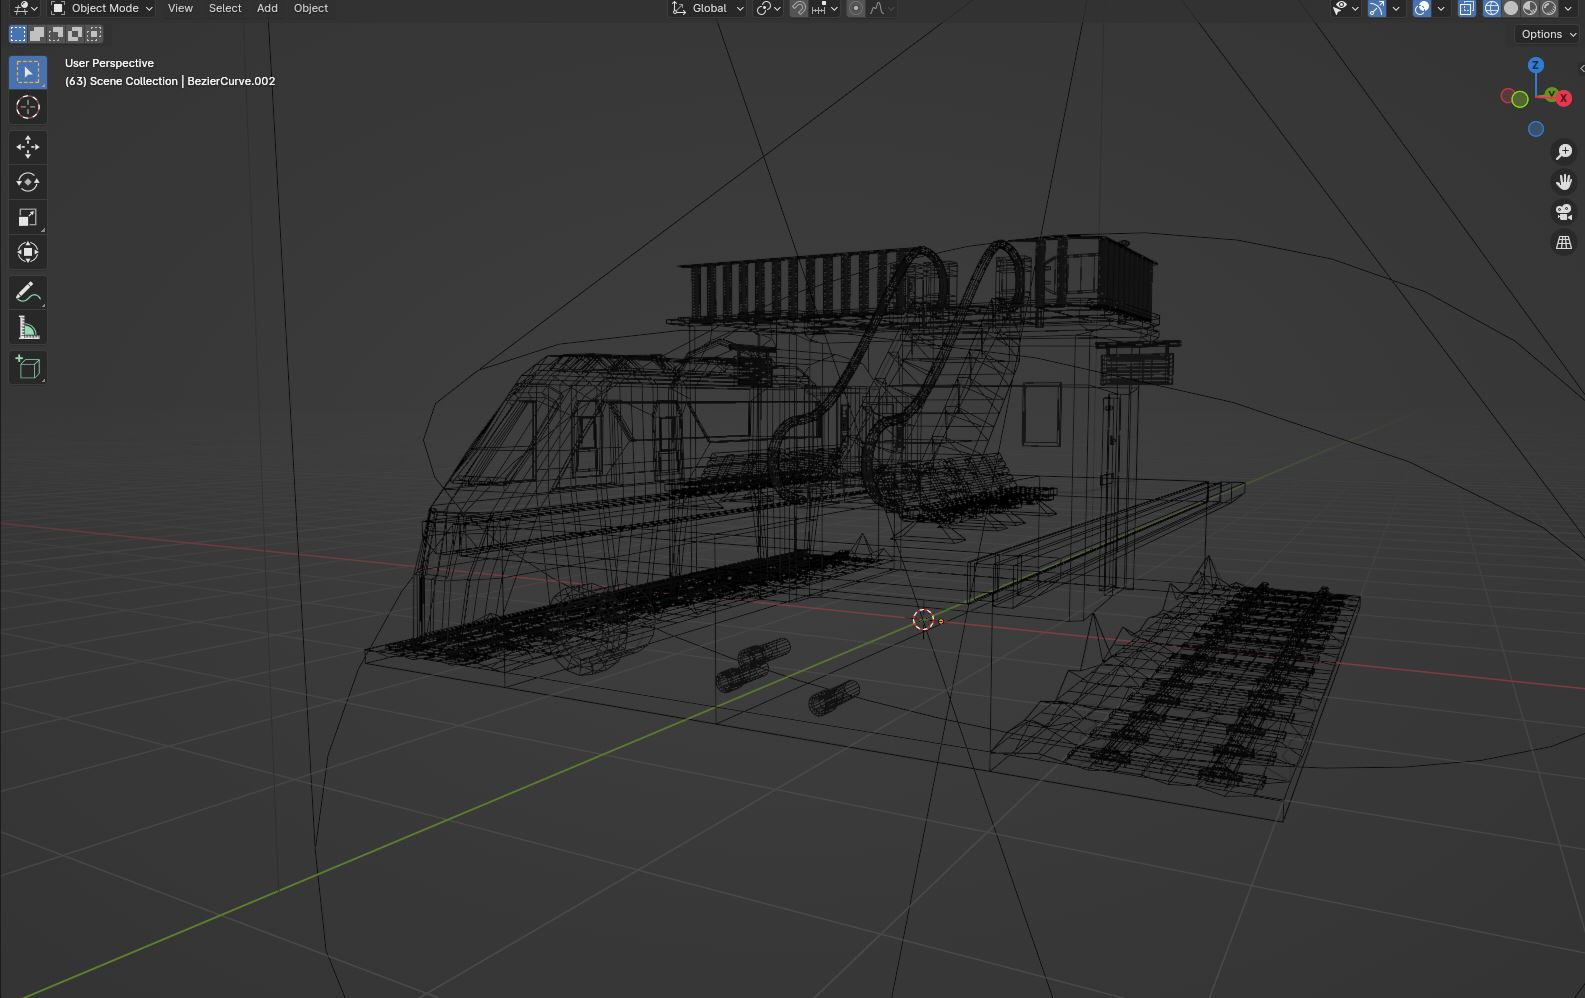 Object Mode View Select Add Object Global
Options
User Perspective
(63) Scene Collection | BezierCurve.002
Z
Y
X